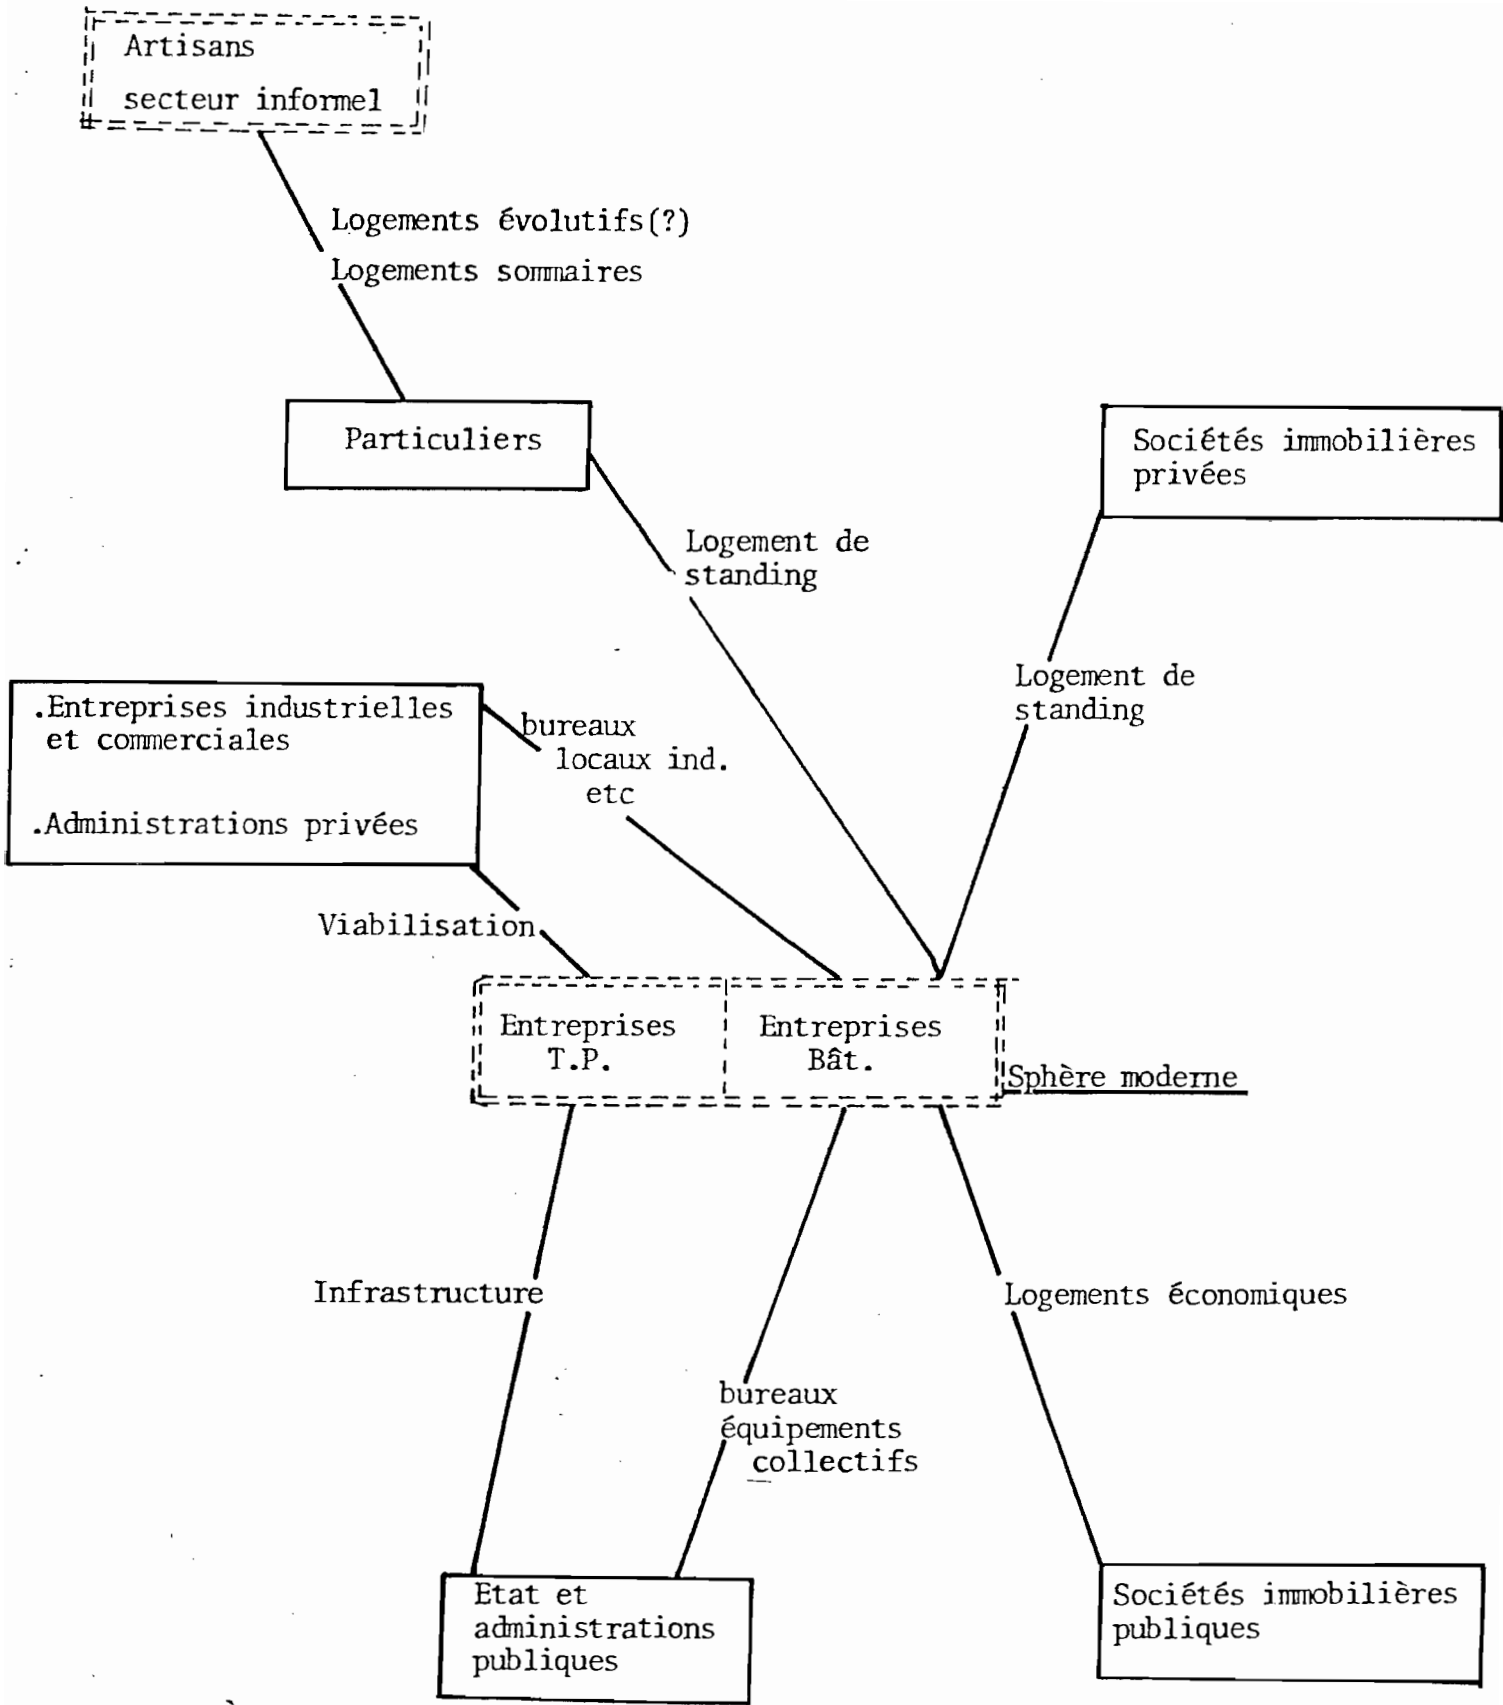 Artisans
secteur informel
Logements évolutifs(?)
Logements sommaires
Particuliers
Sociétés immobilières
privées
Logement de
standing
Logement de
standing
.Entreprises industrielles
et commerciales
.Administrations privées
bureaux
locaux ind.
etc
Viabilisation
Entreprises
T.P.
Entreprises
Bât.
Sphère moderne
Infrastructure
Logements économiques
bureaux
équipements
collectifs
Etat et
administrations
publiques
Sociétés immobilières
publiques